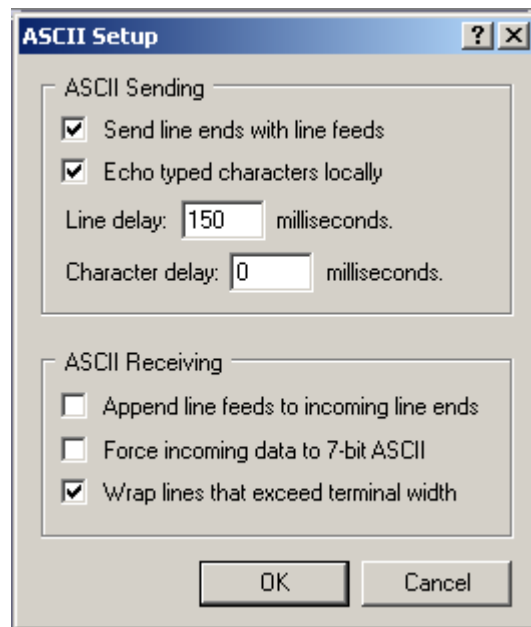 ASCII Setup
ASCII Sending
Send line ends with line feeds
Echo typed characters locally
Line delay: 150 milliseconds.
Character delay: 0 milliseconds.
ASCII Receiving
Append line feeds to incoming line ends
Force incoming data to 7-bit ASCII
Wrap lines that exceed terminal width
OK Cancel